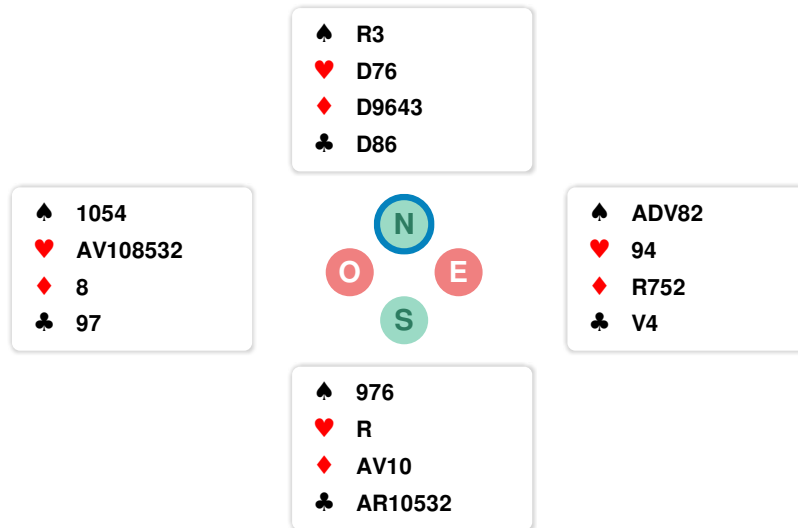 ♠ R3
♥ D76
♦ D9643
♣ D86
♠ 1054
♥ AV108532
♦ 8
♣ 97
N
O E
S
♠ ADV82
♥ 94
♦ R752
♣ V4
♠ 976
♥ R
♦ AV10
♣ AR10532